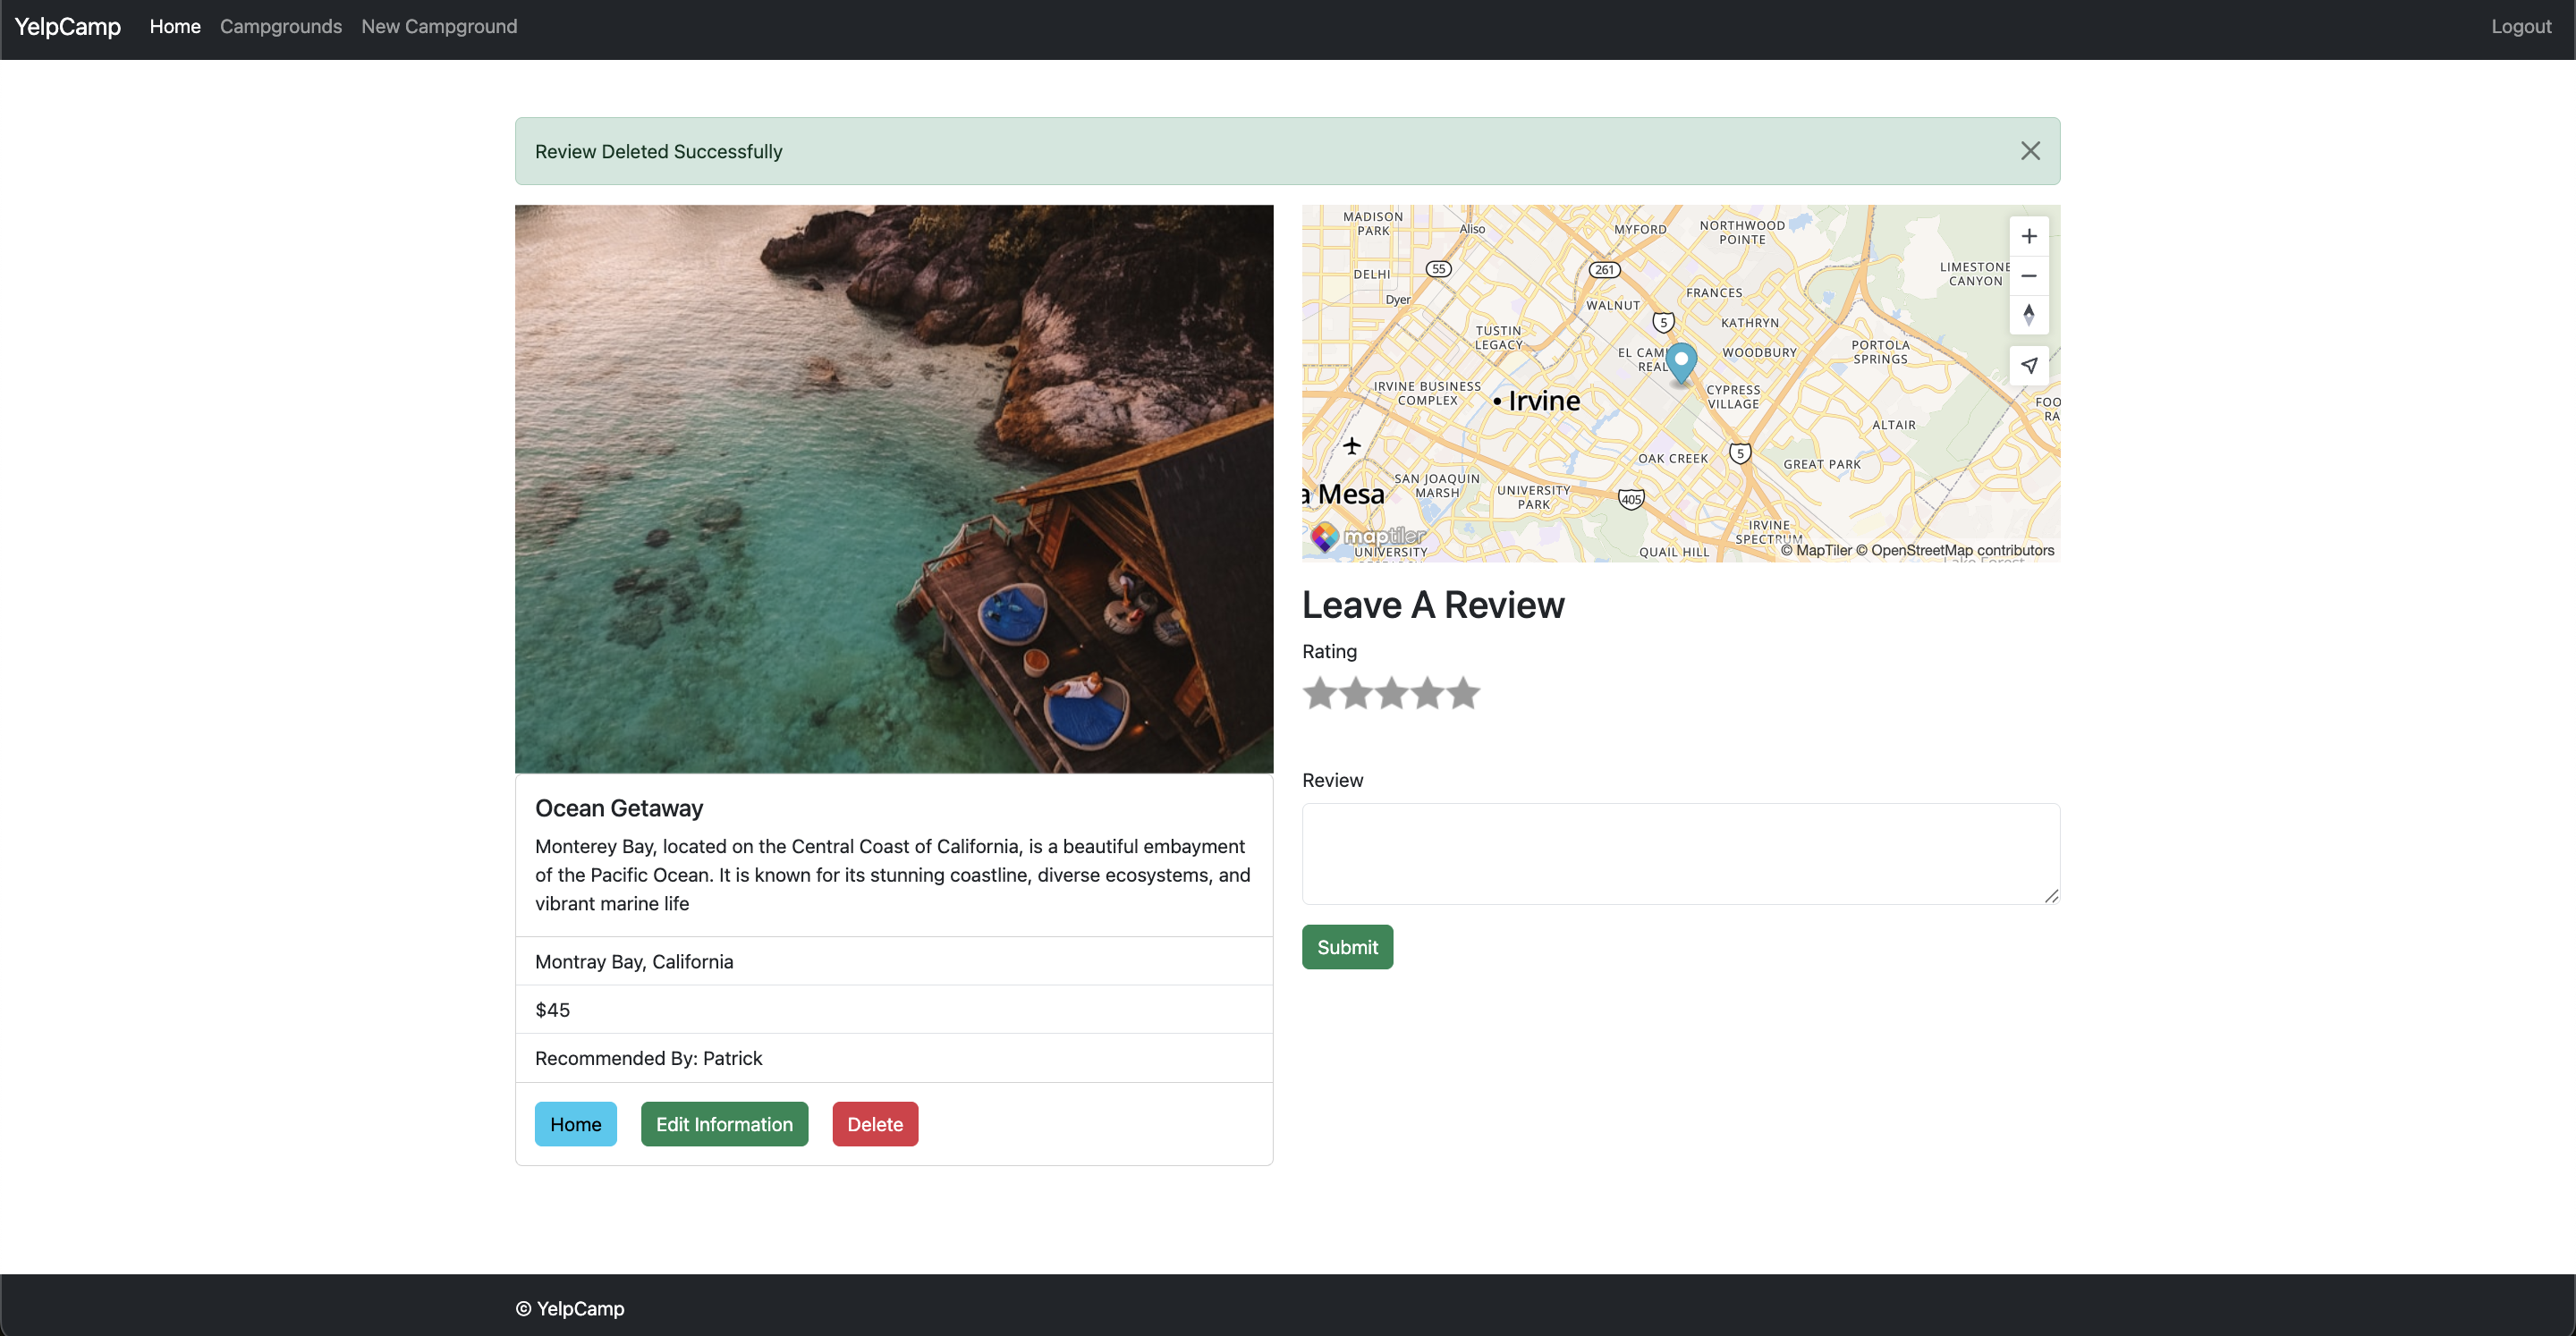 YelpCamp Home Campgrounds New Campground Logout
Review Deleted Successfully
MADISON PARK
Aliso
MYFORD
NORTHWOOD POINTE
DELHI
55
261
LIMESTONE CANYON
Dyer
WALNUT
FRANCES
5
KATHRYN
TUSTIN LEGACY
WOODBURY
PORTOLA SPRINGS
IRVINE BUSINESS COMPLEX
CYPRESS VILLAGE
Irvine
ALTAIR
OAK CREEK
5
GREAT PARK
SAN JOAQUIN MARSH
UNIVERSITY PARK
a Mesa
405
IRVINE SPECTRUM
maptiler
UNIVERSITY
QUAIL HILL
© MapTiler © OpenStreetMap contributors
Ocean Getaway
Monterey Bay, located on the Central Coast of California, is a beautiful embayment
of the Pacific Ocean. It is known for its stunning coastline, diverse ecosystems, and
vibrant marine life
Montray Bay, California
$45
Recommended By: Patrick
Home Edit Information Delete
Leave A Review
Rating
Review
Submit
© YelpCamp